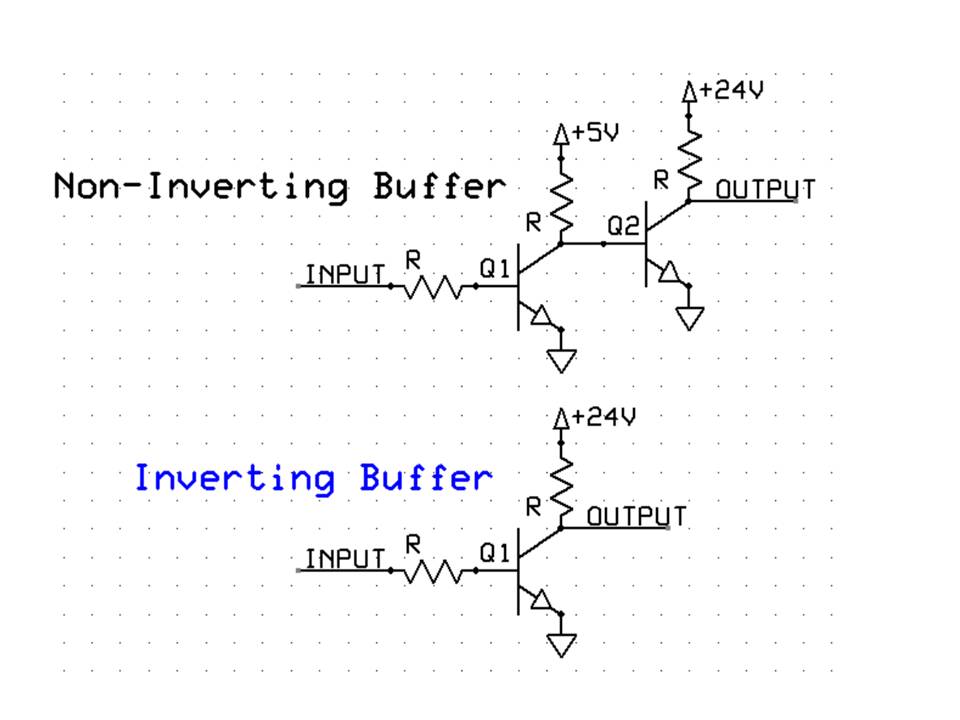 +24V
+5V
Non-Inverting Buffer
R
OUTPUT
R
Q2
INPUT
R
Q1
+24V
Inverting Buffer
R
OUTPUT
INPUT
R
Q1